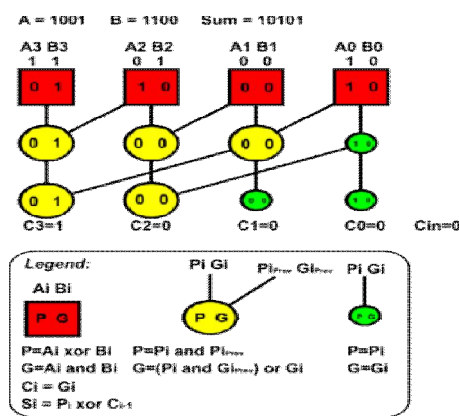 A = 1001 B = 1100 Sum = 10101
A3 B3 A2 B2 A1 B1 A0 B0
1 1 0 1 0 0 1 0
0 1 1 0 0 0 1 0
0 1 0 0 0 0
0 1 0 0
C3=1 C2=0 C1=0 C0=0 Cin=0
Legend:
Pi Gi PiPrev GiPrev Pi Gi
Ai Bi
P G P G P G
P=Ai xor Bi P=Pi and PiPrev P=Pi
G=Ai and Bi G=(Pi and GiPrev) or Gi G=Gi
Ci = Gi
Si = Pi xor Ci-1